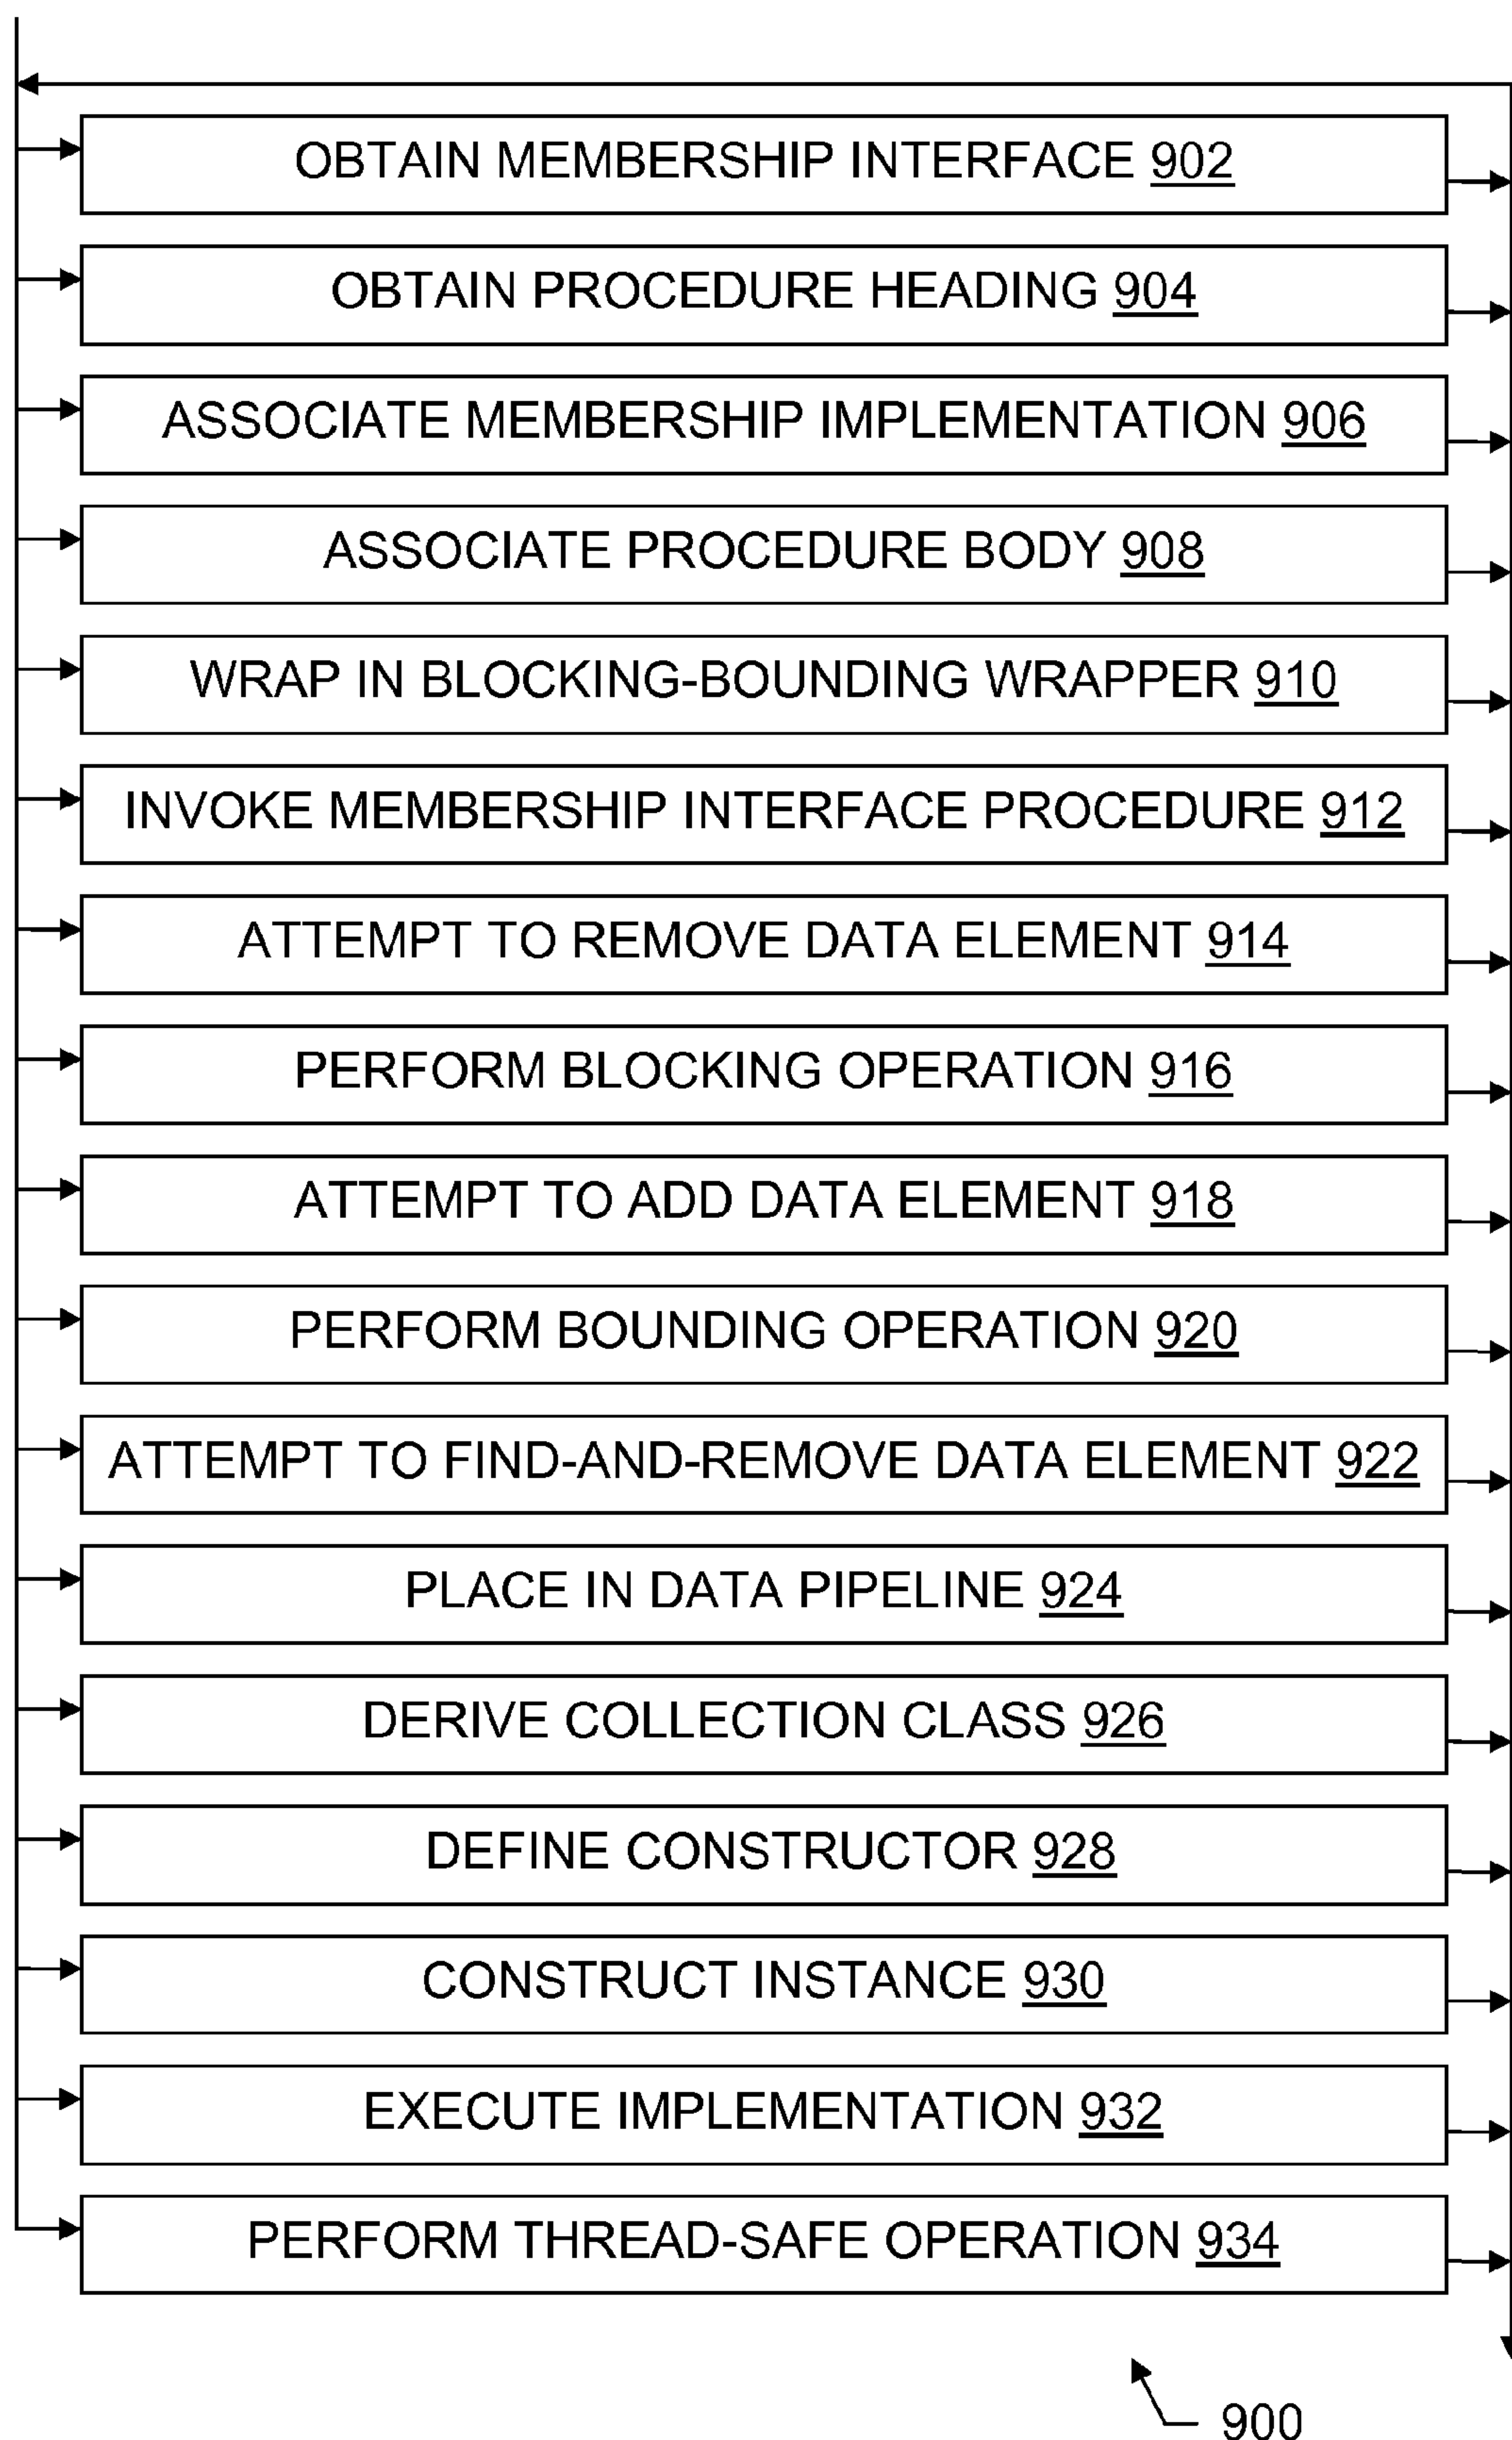 OBTAIN MEMBERSHIP INTERFACE 902
OBTAIN PROCEDURE HEADING 904
ASSOCIATE MEMBERSHIP IMPLEMENTATION 906
ASSOCIATE PROCEDURE BODY 908
WRAP IN BLOCKING-BOUNDING WRAPPER 910
INVOKE MEMBERSHIP INTERFACE PROCEDURE 912
ATTEMPT TO REMOVE DATA ELEMENT 914
PERFORM BLOCKING OPERATION 916
ATTEMPT TO ADD DATA ELEMENT 918
PERFORM BOUNDING OPERATION 920
ATTEMPT TO FIND-AND-REMOVE DATA ELEMENT 922
PLACE IN DATA PIPELINE 924
DERIVE COLLECTION CLASS 926
DEFINE CONSTRUCTOR 928
CONSTRUCT INSTANCE 930
EXECUTE IMPLEMENTATION 932
PERFORM THREAD-SAFE OPERATION 934
900